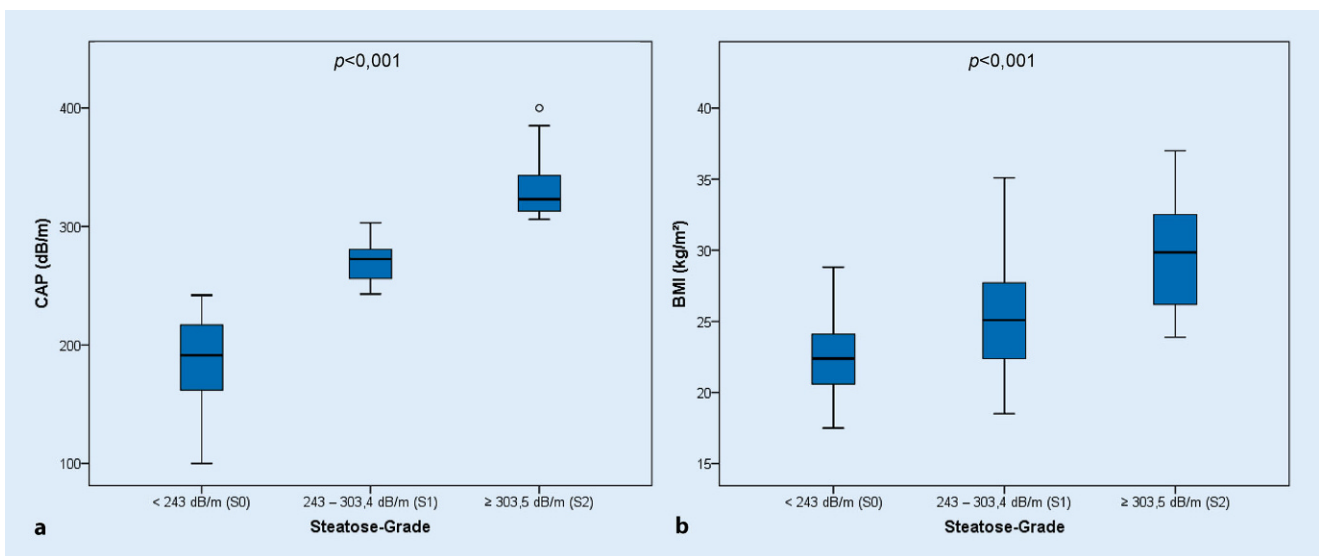 p<0,001
400
300
200
100
CAP (dB/m)
< 243 dB/m (S0)
243 – 303,4 dB/m (S1)
≥ 303,5 dB/m (S2)
Steatose-Grade
a
p<0,001
40
35
30
25
20
15
BMI (kg/m²)
< 243 dB/m (S0)
243 – 303,4 dB/m (S1)
≥ 303,5 dB/m (S2)
Steatose-Grade
b